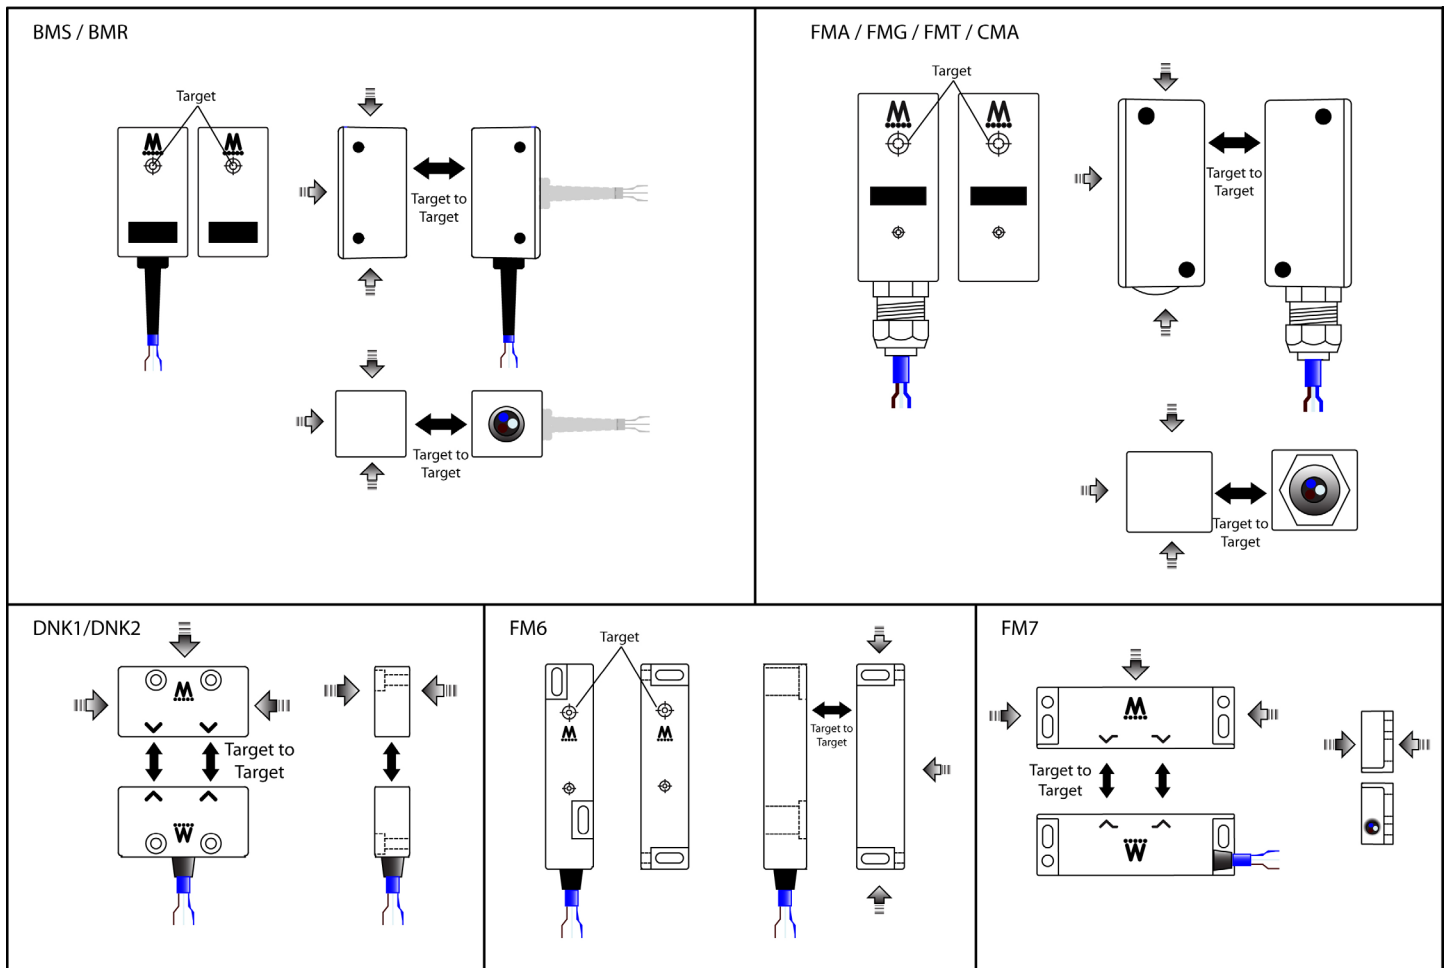 BMS / BMR
Target
Target to
Target
Target to
Target
FMA / FMG / FMT / CMA
Target
Target to
Target
Target to
Target
DNK1/DNK2
Target to
Target
FM6
Target
Target to
Target
FM7
Target to
Target